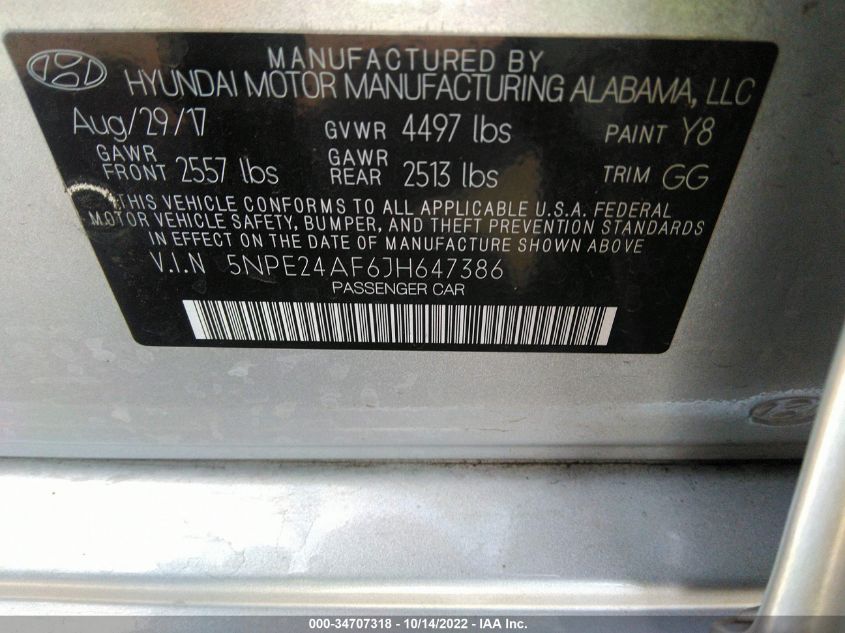 MANUFACTURED BY
HYUNDAI MOTOR MANUFACTURING ALABAMA, LLC
Aug/29/17 GVWR 4497 lbs PAINT Y8
GAWR FRONT 2557 lbs GAWR REAR 2513 lbs TRIM GG
THIS VEHICLE CONFORMS TO ALL APPLICABLE U.S.A. FEDERAL
MOTOR VEHICLE SAFETY, BUMPER, AND THEFT PREVENTION STANDARDS
IN EFFECT ON THE DATE OF MANUFACTURE SHOWN ABOVE
V.I.N 5NPE24AF6JH647386
PASSENGER CAR
000-34707318 - 10/14/2022 - IAA Inc.